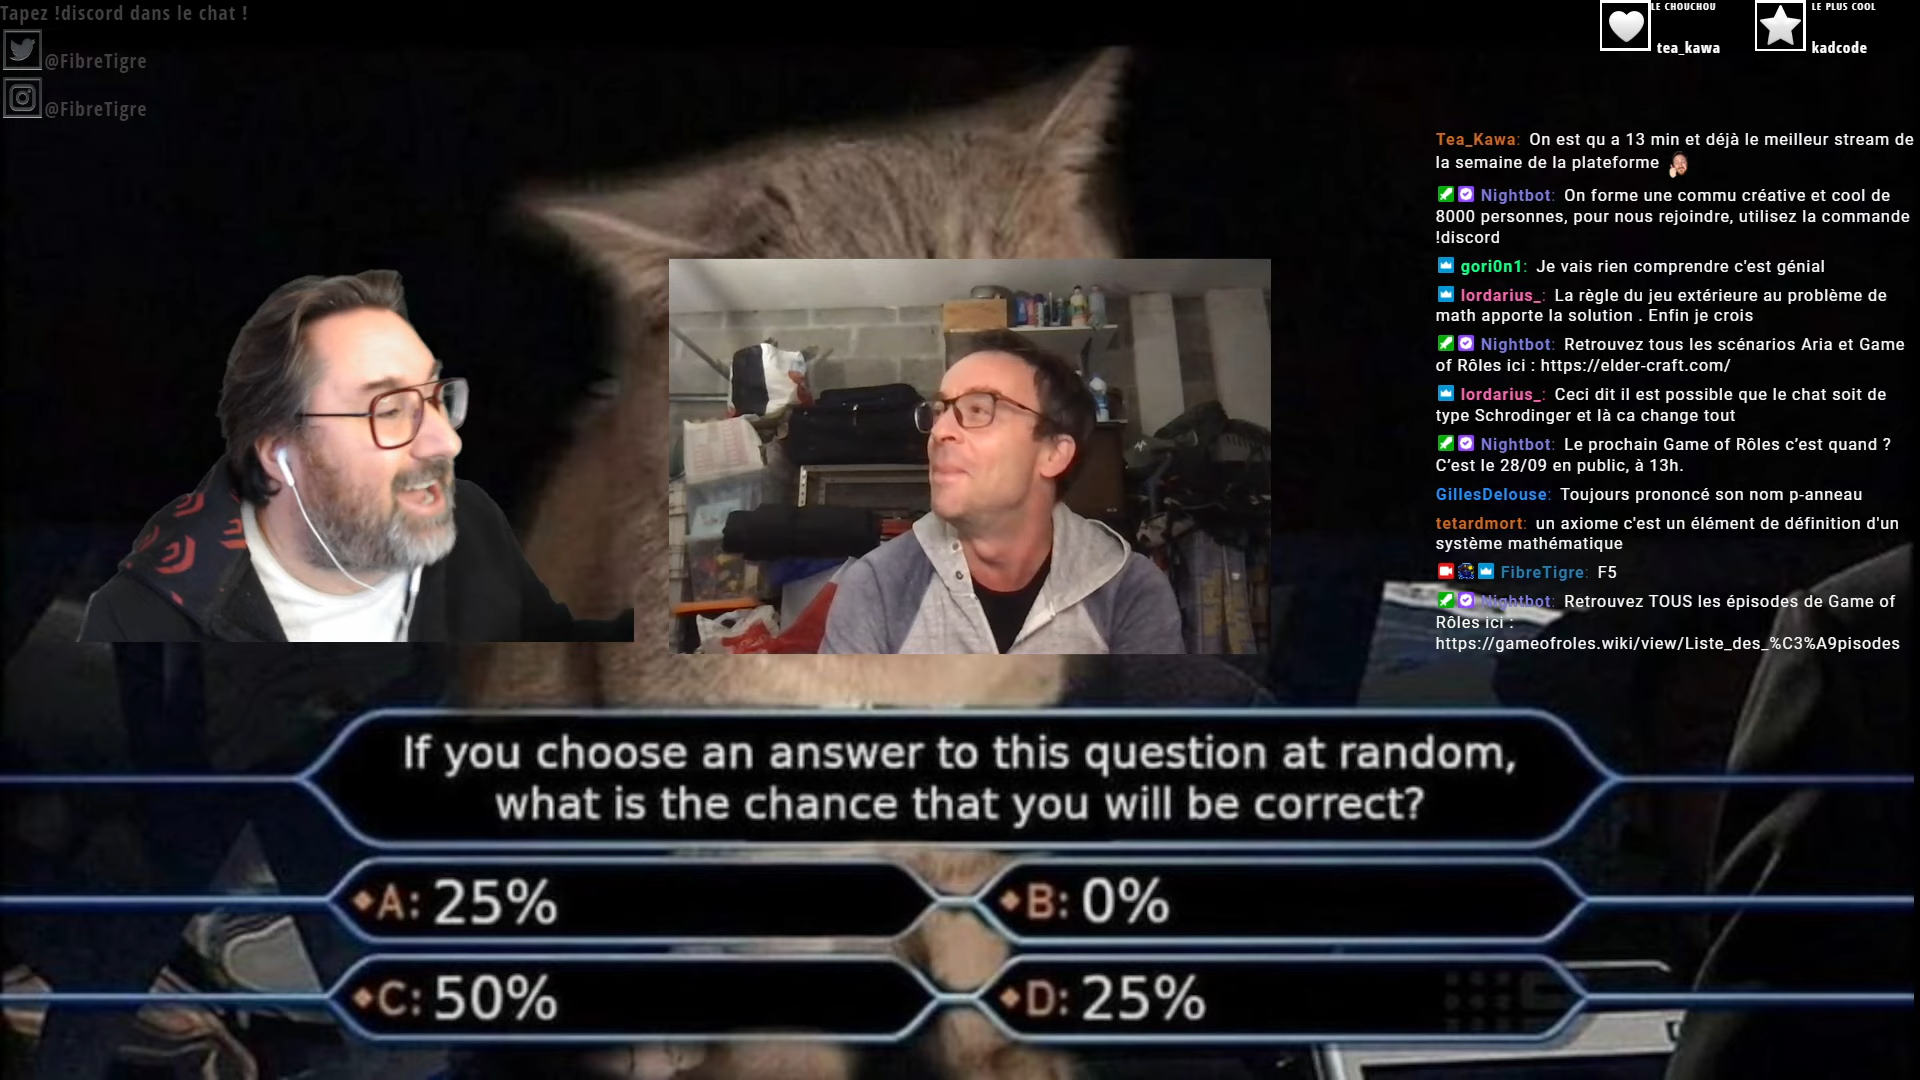 Tapez !discord dans le chat !
@FibreTigre
@FibreTigre
LE CHOUCHOU
tea_kawa
LE PLUS COOL
kadcode
Tea_Kawa: On est qu a 13 min et déjà le meilleur stream de
la semaine de la plateforme
Nightbot: On forme une commu créative et cool de
8000 personnes, pour nous rejoindre, utilisez la commande
!discord
gori0n1: Je vais rien comprendre c'est génial
lordarius_: La règle du jeu extérieure au problème de
math apporte la solution . Enfin je crois
Nightbot: Retrouvez tous les scénarios Aria et Game
of Rôles ici : https://elder-craft.com/
lordarius_: Ceci dit il est possible que le chat soit de
type Schrodinger et là ca change tout
Nightbot: Le prochain Game of Rôles c’est quand ?
C’est le 28/09 en public, à 13h.
GillesDelouse: Toujours prononcé son nom p-anneau
tetardmort: un axiome c'est un élément de définition d'un
système mathématique
FibreTigre: F5
Nightbot: Retrouvez TOUS les épisodes de Game of
Rôles ici :
https://gameofroles.wiki/view/Liste_des_%C3%A9pisodes
If you choose an answer to this question at random,
what is the chance that you will be correct?
A: 25%
B: 0%
C: 50%
D: 25%